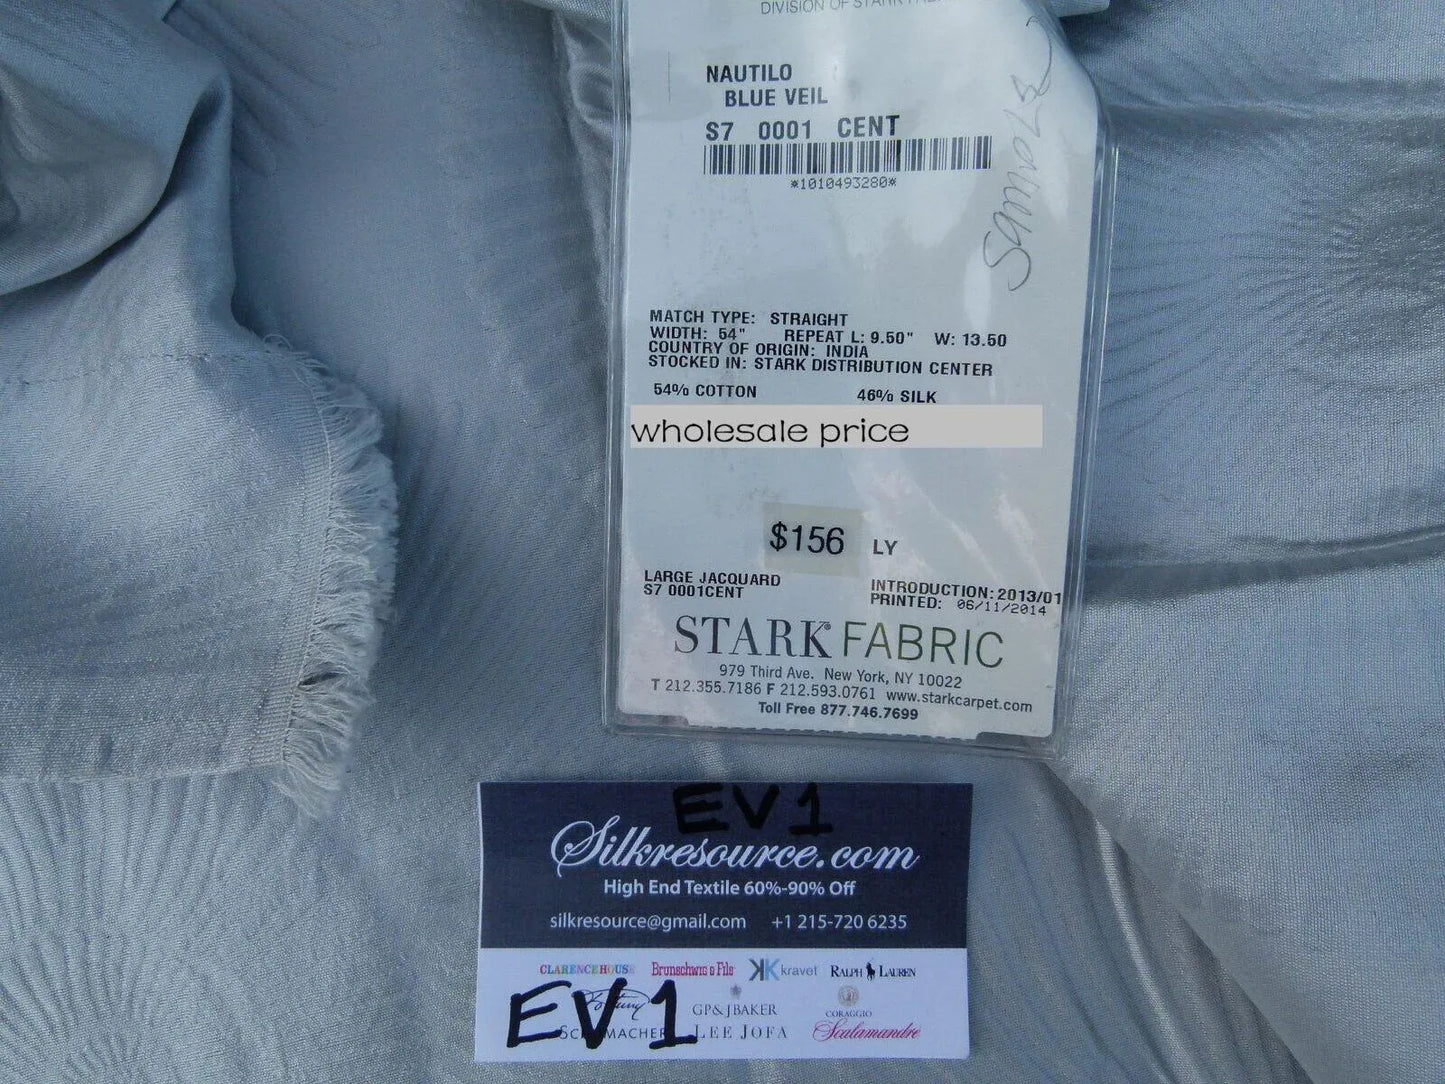 DIVISION OF STARK
NAUTILO
BLUE VEIL
S7 0001 CENT
*1010493280*
Sample
MATCH TYPE: STRAIGHT
WIDTH: 54" REPEAT L: 9.50" W: 13.50
COUNTRY OF ORIGIN: INDIA
STOCKED IN: STARK DISTRIBUTION CENTER
54% COTTON 46% SILK
wholesale price
$156 LY
LARGE JACQUARD
S7 0001CENT
INTRODUCTION: 2013/01
PRINTED: 06/11/2014
STARK® FABRIC
979 Third Ave. New York, NY 10022
T 212.355.7186 F 212.593.0761 www.starkcarpet.com
Toll Free 877.746.7699
EV1
Silkresource.com
High End Textile 60%-90% Off
silkresource@gmail.com +1 215-720 6235
CLARENCE HOUSE Brunschwig & Fils kravet RALPH LAUREN
EV1
Fortuny GP&JBAKER CORAGGIO
SCHUMACHER LEE JOFA Scalamandre